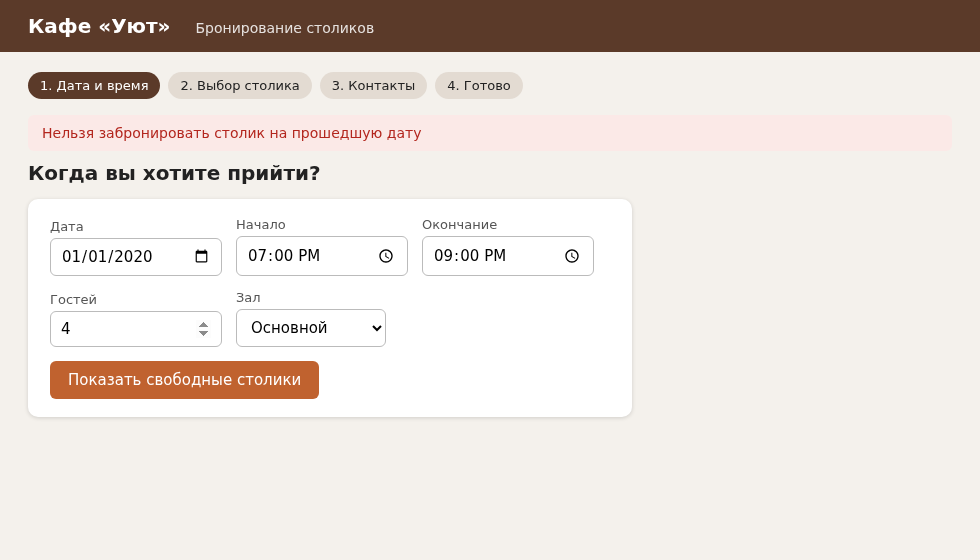 Кафе «Уют» Бронирование столиков
1. Дата и время 2. Выбор столика 3. Контакты 4. Готово
Нельзя забронировать столик на прошедшую дату
Когда вы хотите прийти?
Дата Начало Окончание
01/01/2020 07:00 PM 09:00 PM
Гостей Зал
4 Основной
Показать свободные столики